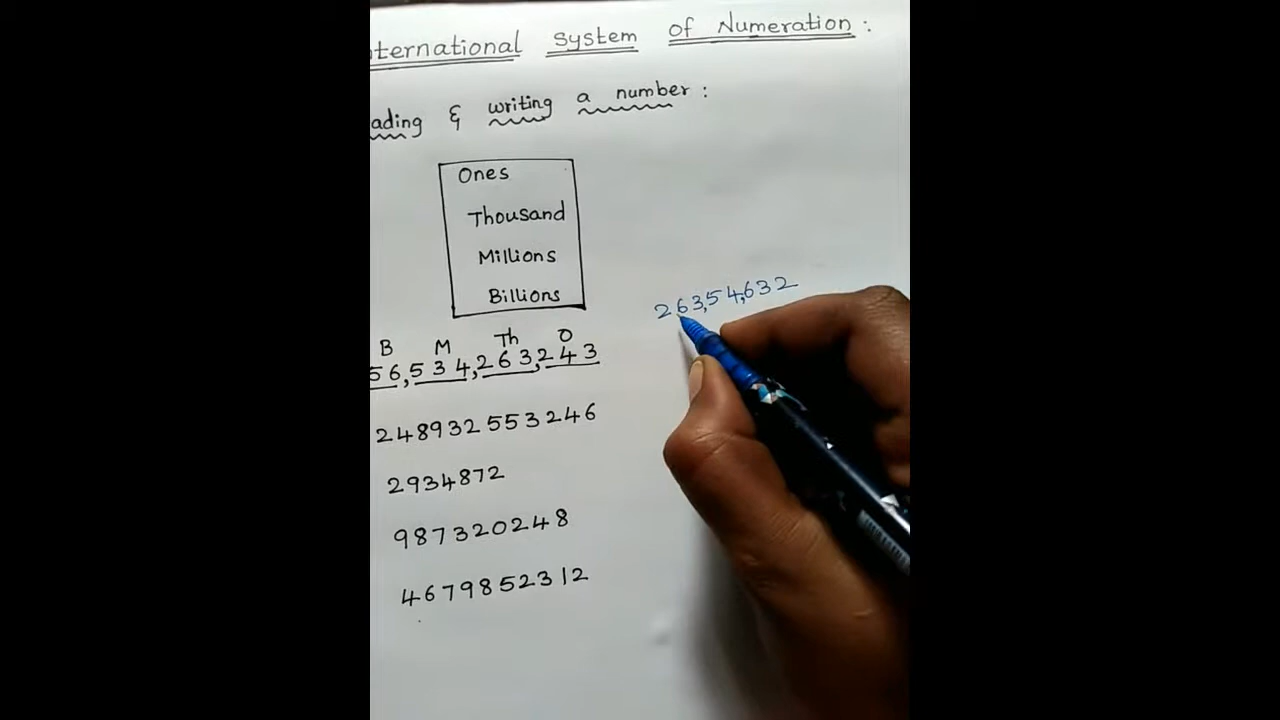 nternational System of Numeration :
ading & writing a number :
Ones
Thousand
Millions
Billions
263,54,632
B M Th O
56,534,263,243
248932553246
2934872
987320248
4679852312